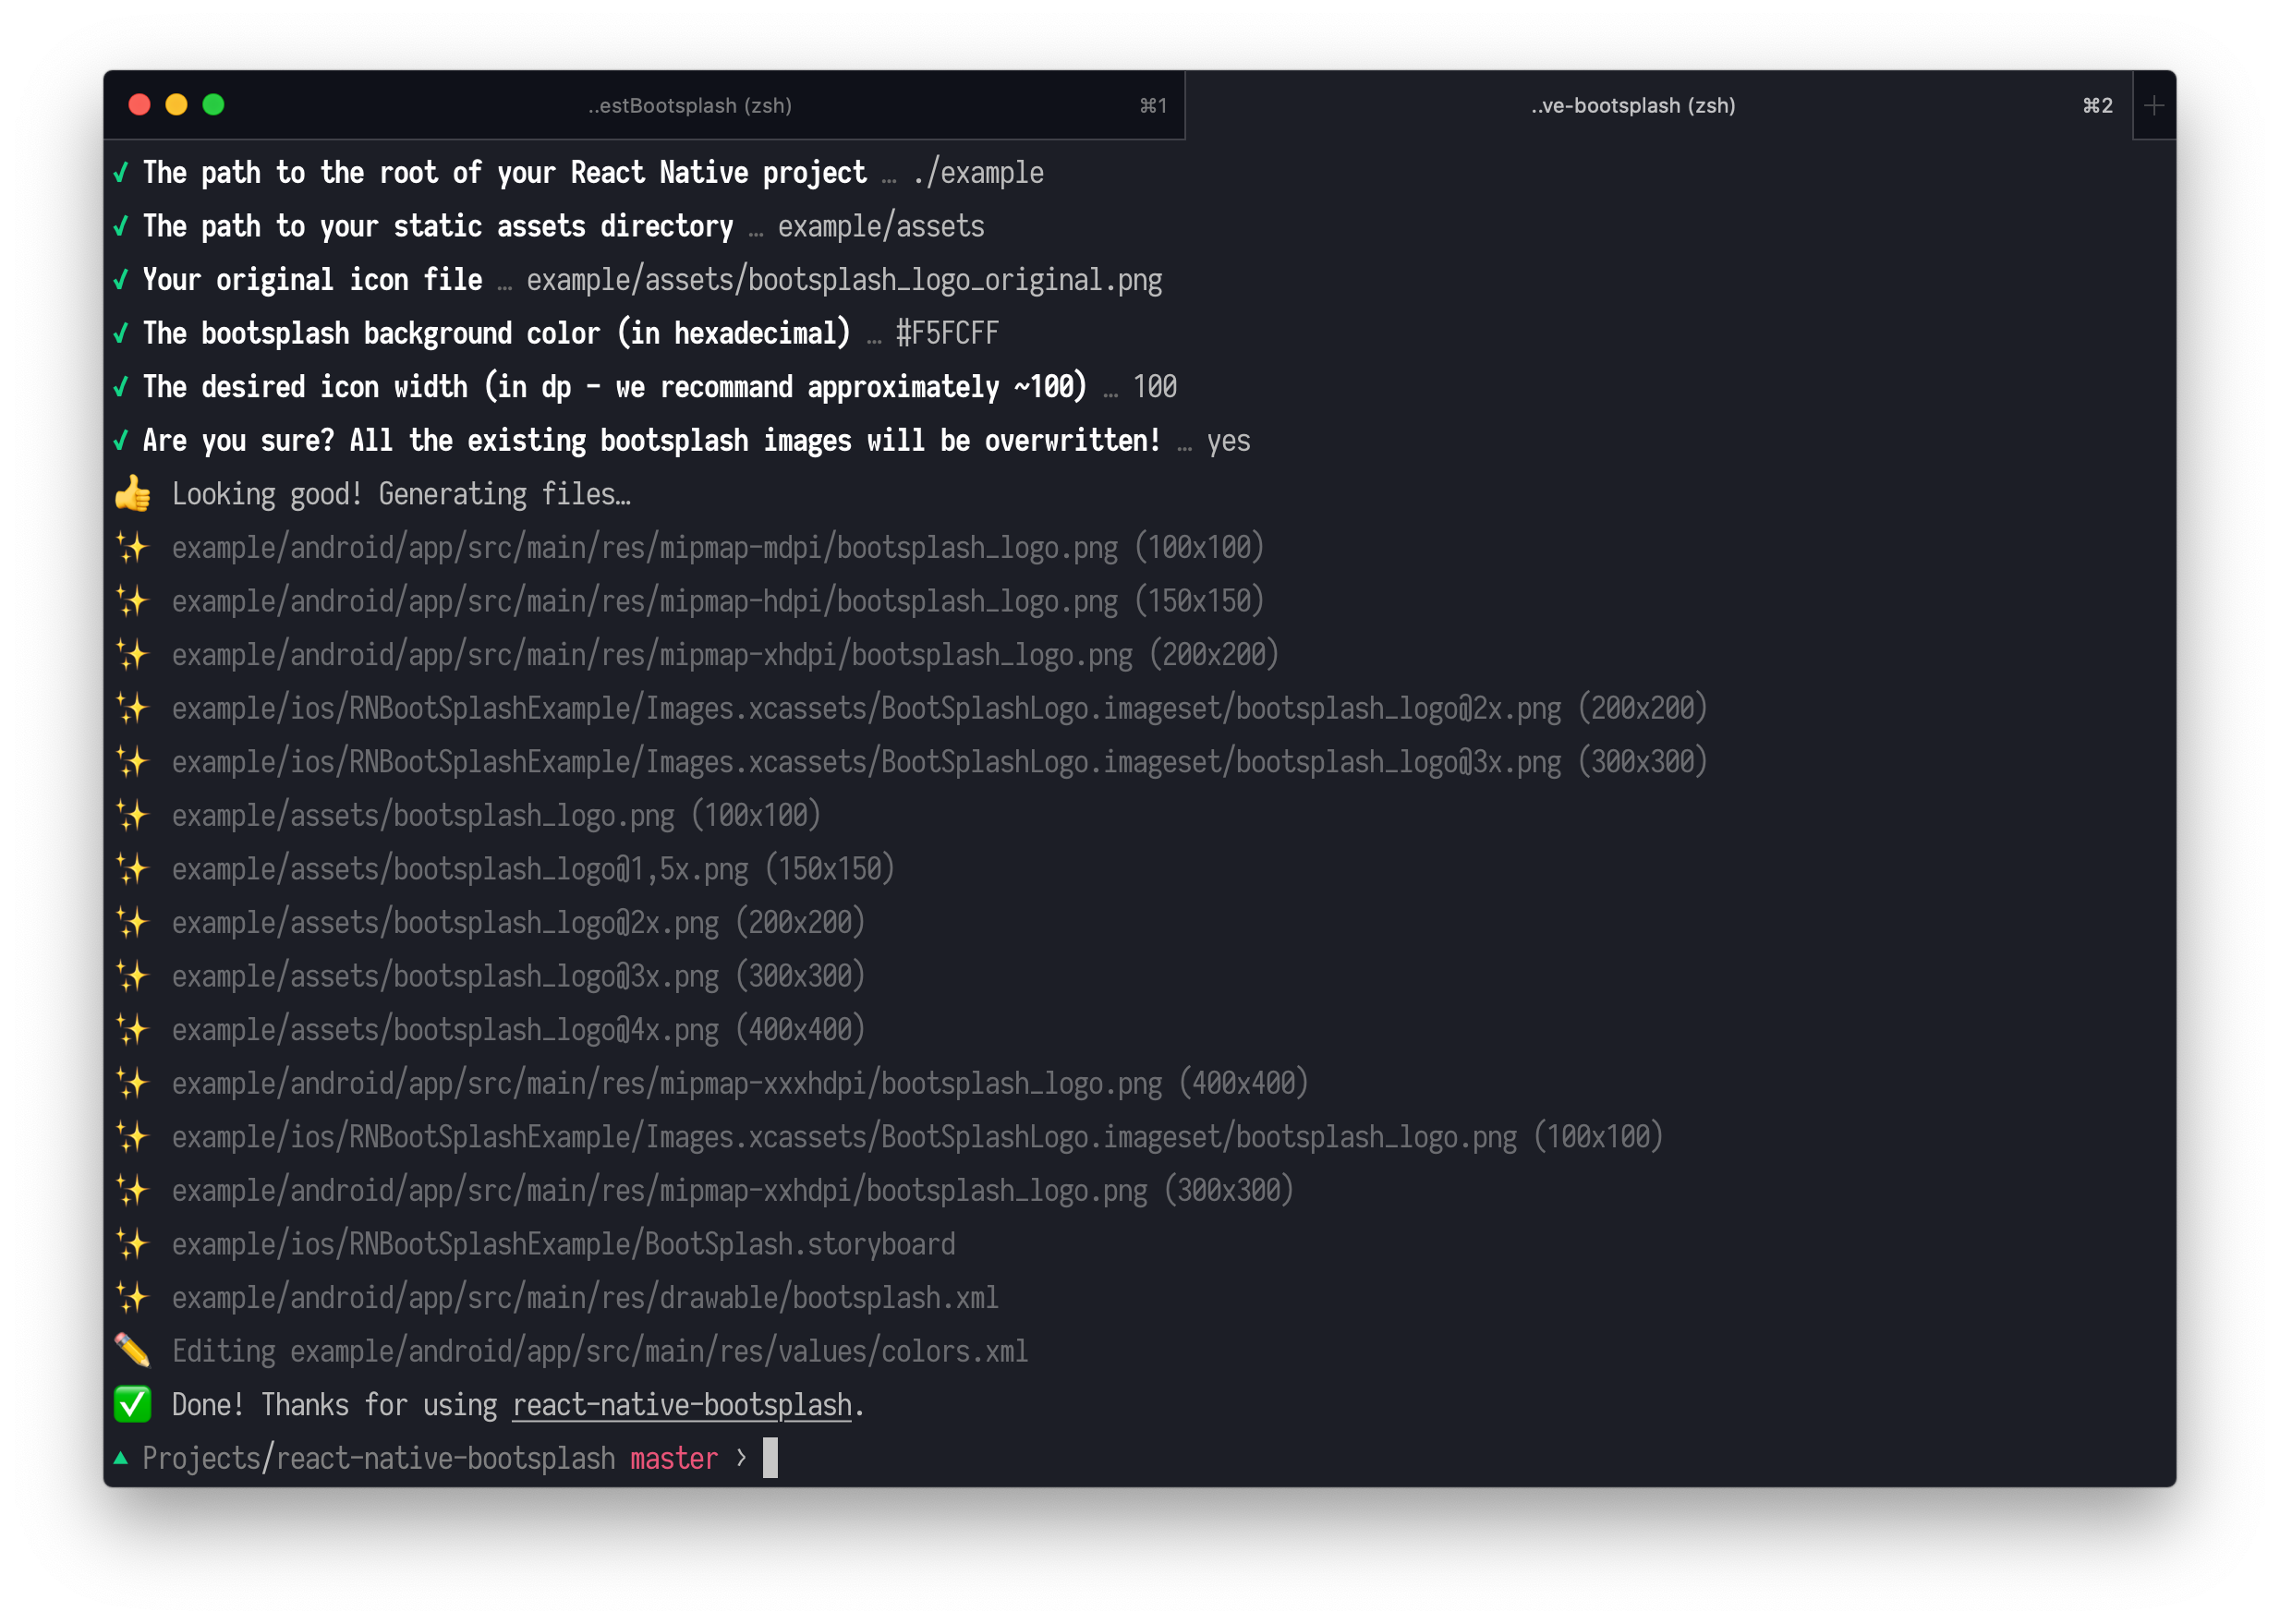 ..estBootsplash (zsh) ⌘1 ..ve-bootsplash (zsh) ⌘2 +
✓ The path to the root of your React Native project … ./example
✓ The path to your static assets directory … example/assets
✓ Your original icon file … example/assets/bootsplash_logo_original.png
✓ The bootsplash background color (in hexadecimal) … #F5FCFF
✓ The desired icon width (in dp - we recommand approximately ~100) … 100
✓ Are you sure? All the existing bootsplash images will be overwritten! … yes
👍 Looking good! Generating files…
✨ example/android/app/src/main/res/mipmap-mdpi/bootsplash_logo.png (100x100)
✨ example/android/app/src/main/res/mipmap-hdpi/bootsplash_logo.png (150x150)
✨ example/android/app/src/main/res/mipmap-xhdpi/bootsplash_logo.png (200x200)
✨ example/ios/RNBootSplashExample/Images.xcassets/BootSplashLogo.imageset/bootsplash_logo@2x.png (200x200)
✨ example/ios/RNBootSplashExample/Images.xcassets/BootSplashLogo.imageset/bootsplash_logo@3x.png (300x300)
✨ example/assets/bootsplash_logo.png (100x100)
✨ example/assets/bootsplash_logo@1,5x.png (150x150)
✨ example/assets/bootsplash_logo@2x.png (200x200)
✨ example/assets/bootsplash_logo@3x.png (300x300)
✨ example/assets/bootsplash_logo@4x.png (400x400)
✨ example/android/app/src/main/res/mipmap-xxxhdpi/bootsplash_logo.png (400x400)
✨ example/ios/RNBootSplashExample/Images.xcassets/BootSplashLogo.imageset/bootsplash_logo.png (100x100)
✨ example/android/app/src/main/res/mipmap-xxhdpi/bootsplash_logo.png (300x300)
✨ example/ios/RNBootSplashExample/BootSplash.storyboard
✨ example/android/app/src/main/res/drawable/bootsplash.xml
✏️ Editing example/android/app/src/main/res/values/colors.xml
✅ Done! Thanks for using react-native-bootsplash.
▲ Projects/react-native-bootsplash master ›